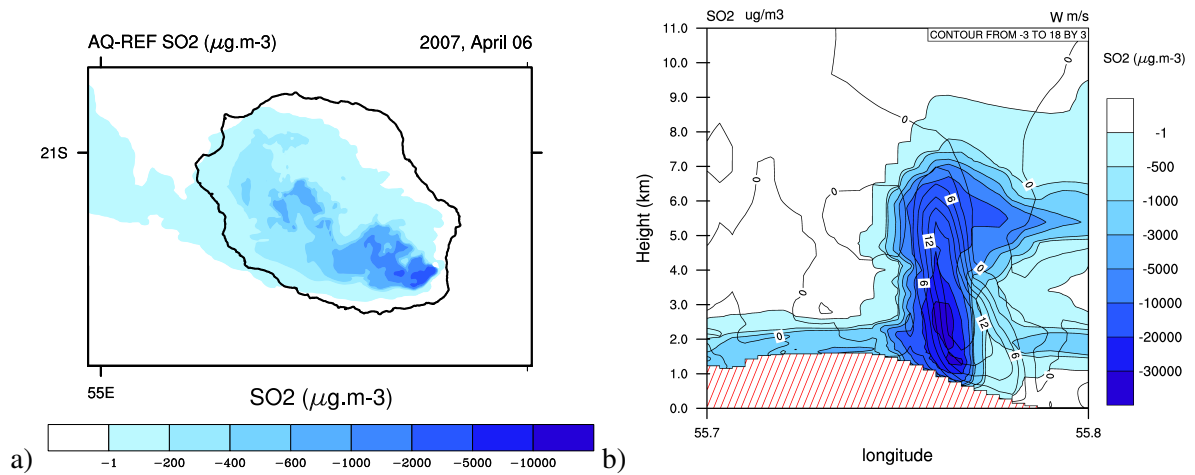 AQ-REF SO2 (μg.m-3) 2007, April 06
21S
55E
SO2 (μg.m-3)
-1 -200 -400 -600 -1000 -2000 -5000 -10000
a)
SO2 ug/m3 W m/s
CONTOUR FROM -3 TO 18 BY 3
11.0
10.0
9.0
8.0
7.0
6.0
5.0
4.0
3.0
2.0
1.0
0.0
Height (km)
0
0
0
0
6
12
6
0
0
0
12
6
0
0
55.7 55.8
longitude
SO2 (μg.m-3)
-1
-500
-1000
-3000
-5000
-10000
-20000
-30000
b)